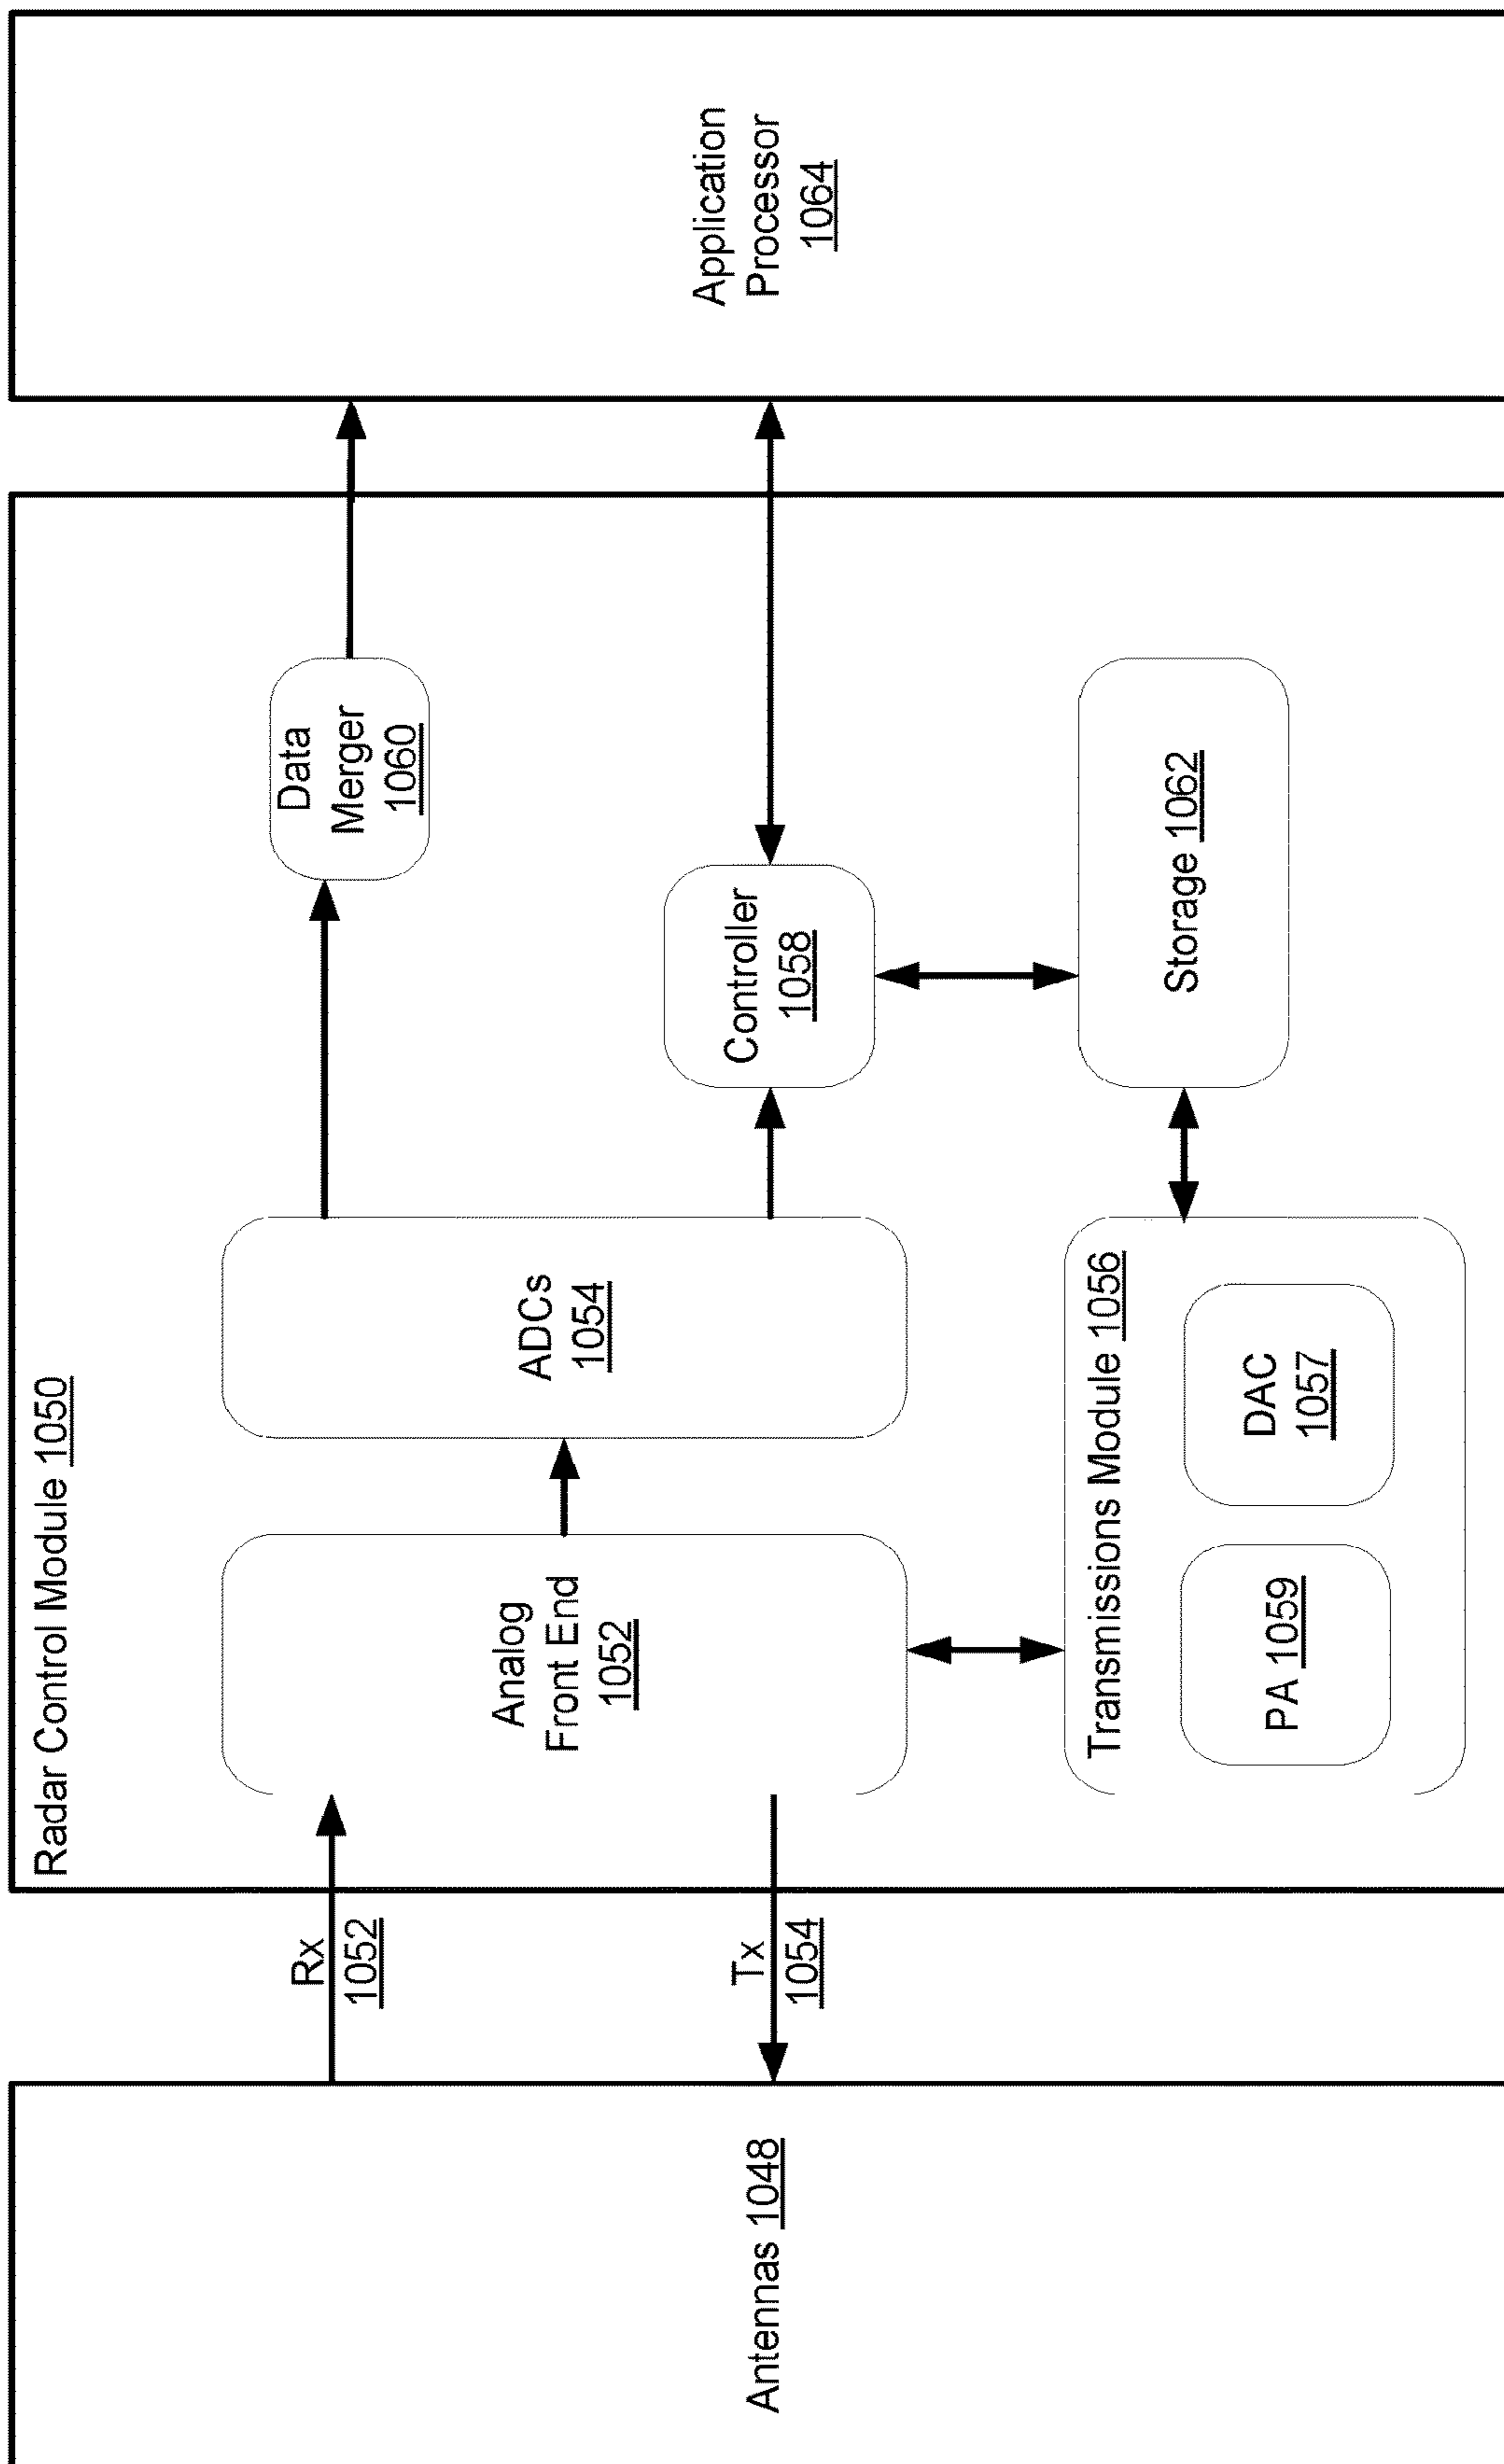 Antennas 1048
Rx
1052
Tx
1054
Radar Control Module 1050
Analog
Front End
1052
ADCs
1054
Data
Merger
1060
Controller
1058
Transmissions Module 1056
PA 1059
DAC
1057
Storage 1062
Application
Processor
1064